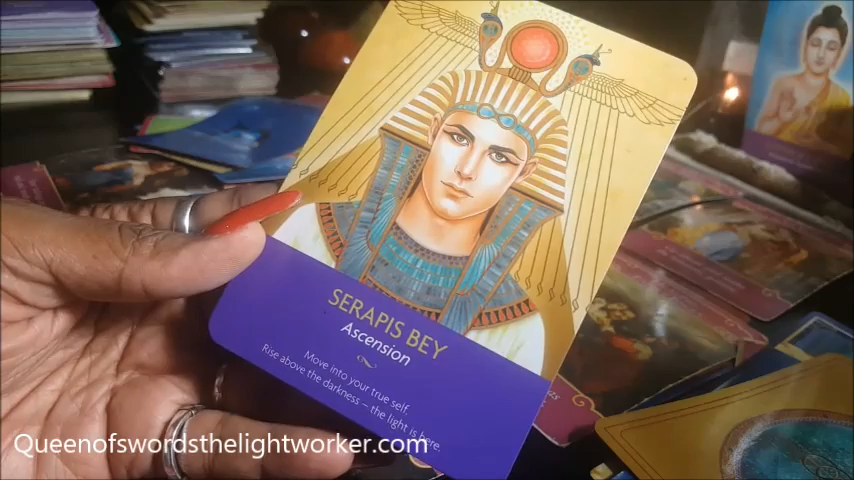 SERAPIS BEY
Ascension
Move into your true self.
Rise above the darkness – the light is here.
Queenofswordsthelightworker.com